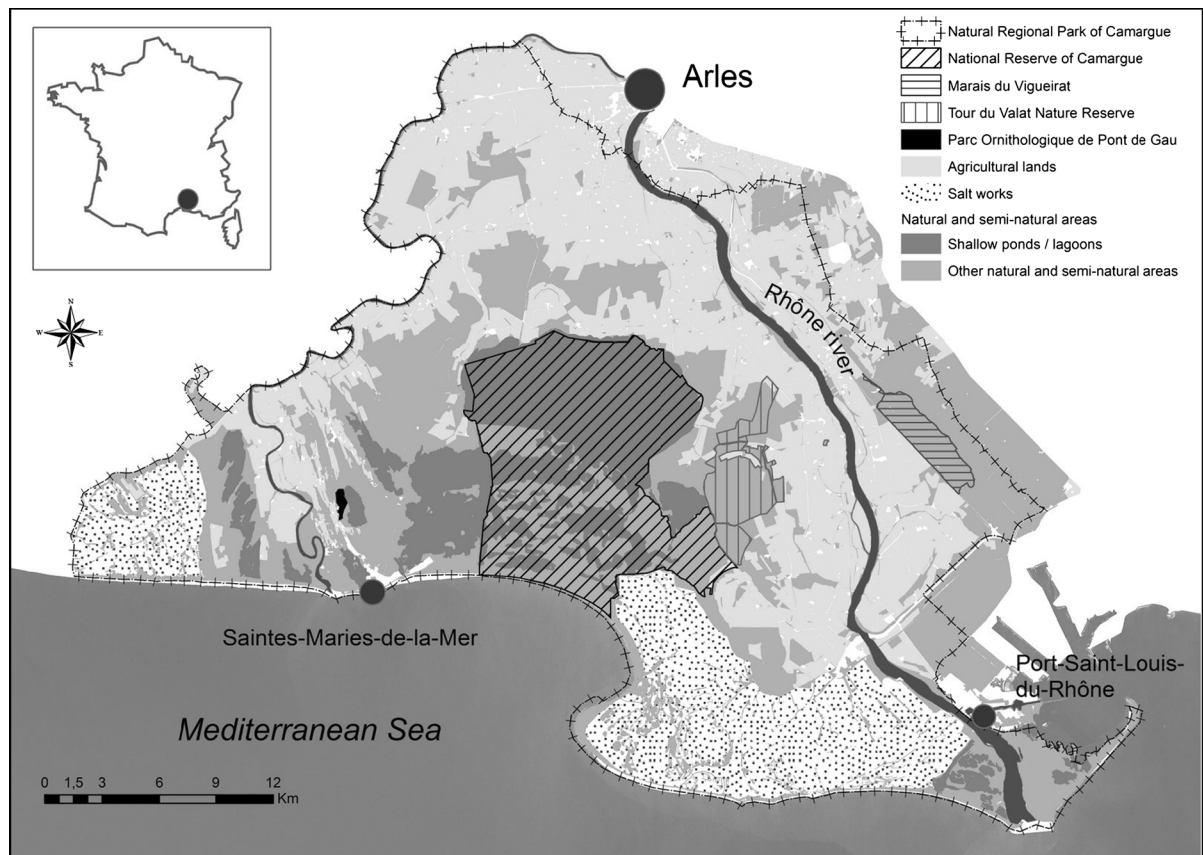 Natural Regional Park of Camargue
National Reserve of Camargue
Marais du Vigueirat
Tour du Valat Nature Reserve
Parc Ornithologique de Pont de Gau
Agricultural lands
Salt works
Natural and semi-natural areas
Shallow ponds / lagoons
Other natural and semi-natural areas
Arles
Rhône river
N
W
E
S
Saintes-Maries-de-la-Mer
Port-Saint-Louis-
du-Rhône
Mediterranean Sea
0 1,5 3 6 9 12
Km